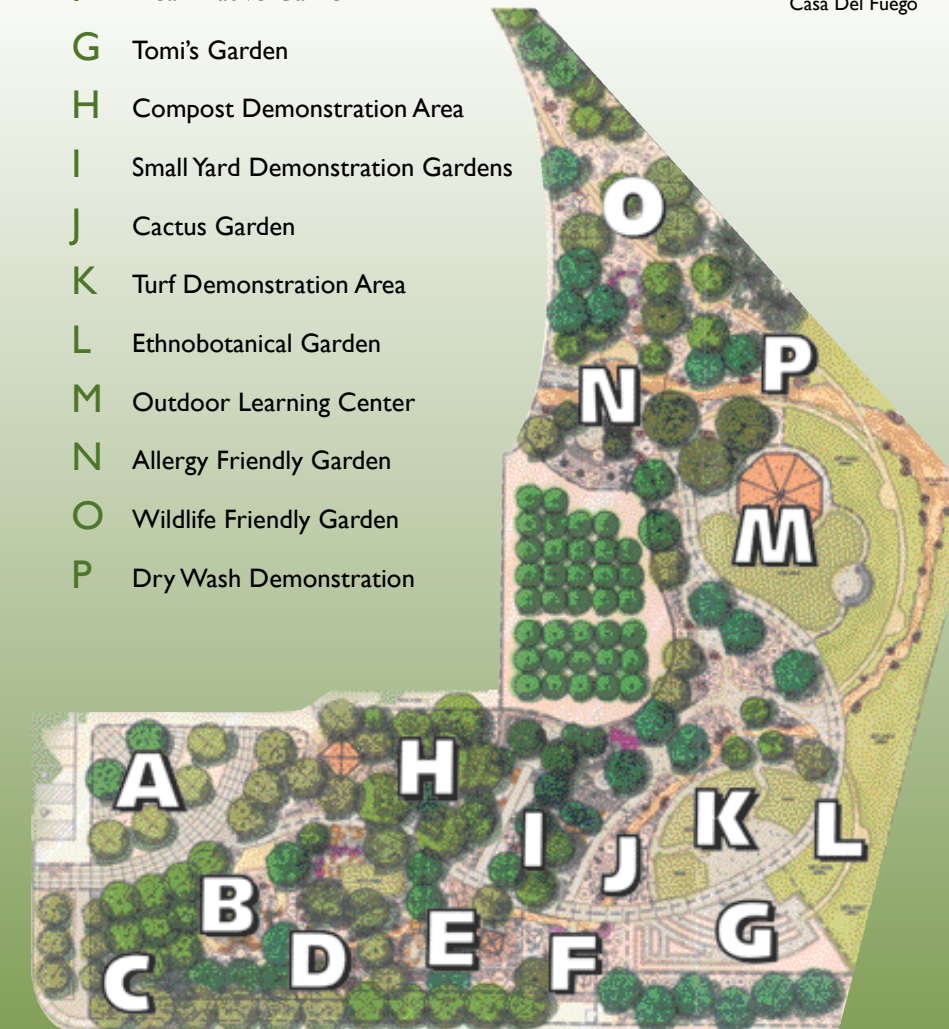 Casa Del Fuego
G Tomi's Garden
H Compost Demonstration Area
I Small Yard Demonstration Gardens
J Cactus Garden
K Turf Demonstration Area
L Ethnobotanical Garden
M Outdoor Learning Center
N Allergy Friendly Garden
O Wildlife Friendly Garden
P Dry Wash Demonstration
O
P
N
M
A
H
K
I
J
L
B
E
D
F
G
C